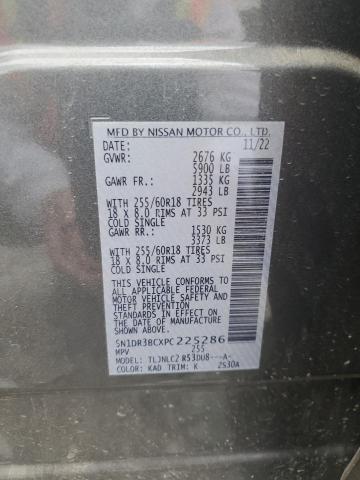 MFD BY NISSAN MOTOR CO., LTD.
DATE: 11/22
GVWR: 2676 KG
5900 LB
GAWR FR.: 1335 KG
2943 LB
WITH 255/60R18 TIRES
18 X 8.0 RIMS AT 33 PSI
COLD SINGLE
GAWR RR.: 1530 KG
3373 LB
WITH 255/60R18 TIRES
18 X 8.0 RIMS AT 33 PSI
COLD SINGLE
THIS VEHICLE CONFORMS TO
ALL APPLICABLE FEDERAL
MOTOR VEHICLE SAFETY AND
THEFT PREVENTION
STANDARDS IN EFFECT ON
THE DATE OF MANUFACTURE
SHOWN ABOVE.
5N1DR3BCXPC225286
MPV 255
MODEL: TLJNLC2 R53DU8---A-
COLOR: KAD TRIM: K 2S30A